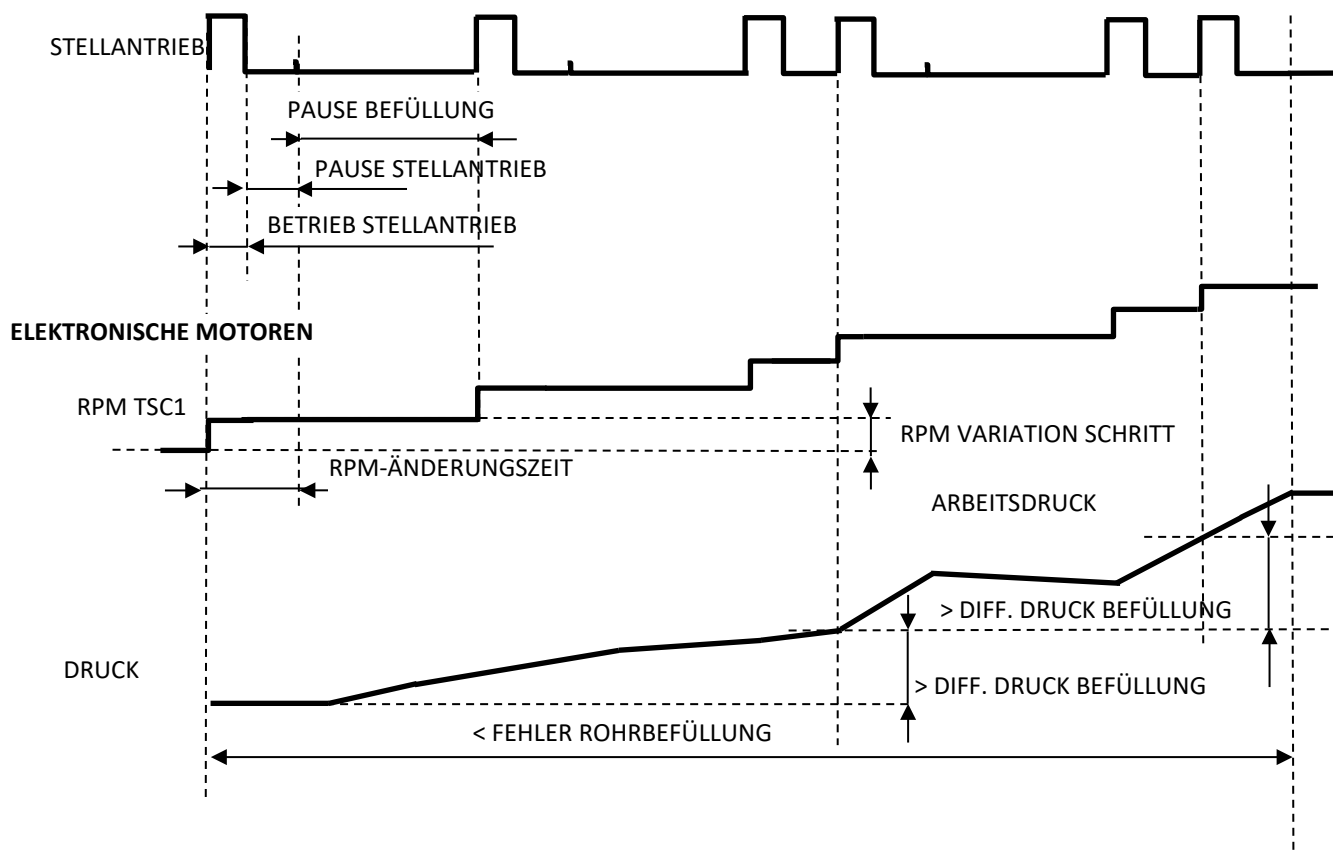 STELLANTRIEB
PAUSE BEFÜLLUNG
PAUSE STELLANTRIEB
BETRIEB STELLANTRIEB
ELEKTRONISCHE MOTOREN
RPM TSC1
RPM VARIATION SCHRITT
RPM-ÄNDERUNGSZEIT
ARBEITSDRUCK
> DIFF. DRUCK BEFÜLLUNG
DRUCK
> DIFF. DRUCK BEFÜLLUNG
< FEHLER ROHRBEFÜLLUNG